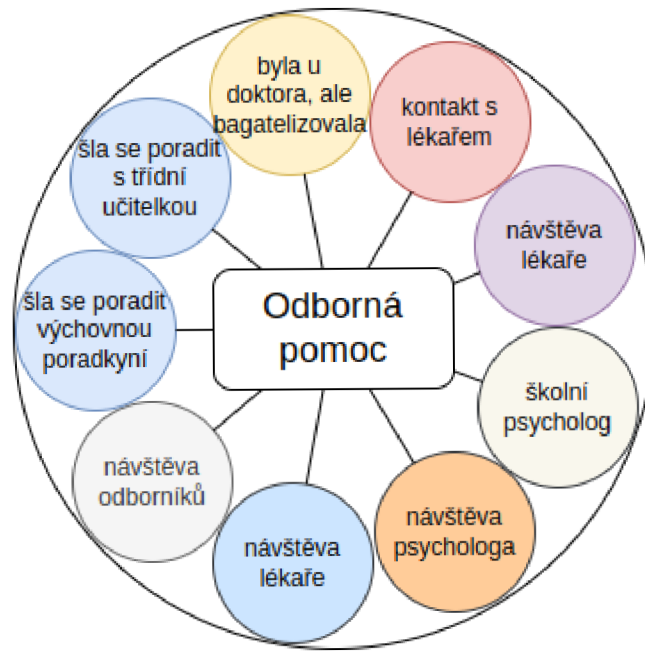 byla u
doktora, ale
bagatelizovala
kontakt s
lékařem
návštěva
lékaře
školní
psycholog
návštěva
psychologa
návštěva
lékaře
návštěva
odborníků
šla se poradit
výchovnou
poradkyní
šla se poradit
s třídní
učitelkou
Odborná
pomoc